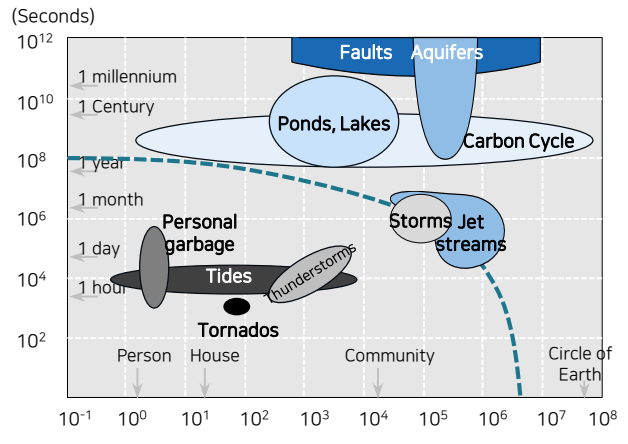 (Seconds)
10¹²
Faults Aquifers
1 millennium
10¹⁰
1 Century
Ponds, Lakes
Carbon Cycle
10⁸
1 year
1 month
10⁶
Personal
garbage
Storms Jet
streams
1 day
10⁴
Tides
Thunderstorms
1 hour
Tornados
10²
Person House Community Circle of
Earth
10⁻¹ 10⁰ 10¹ 10² 10³ 10⁴ 10⁵ 10⁶ 10⁷ 10⁸